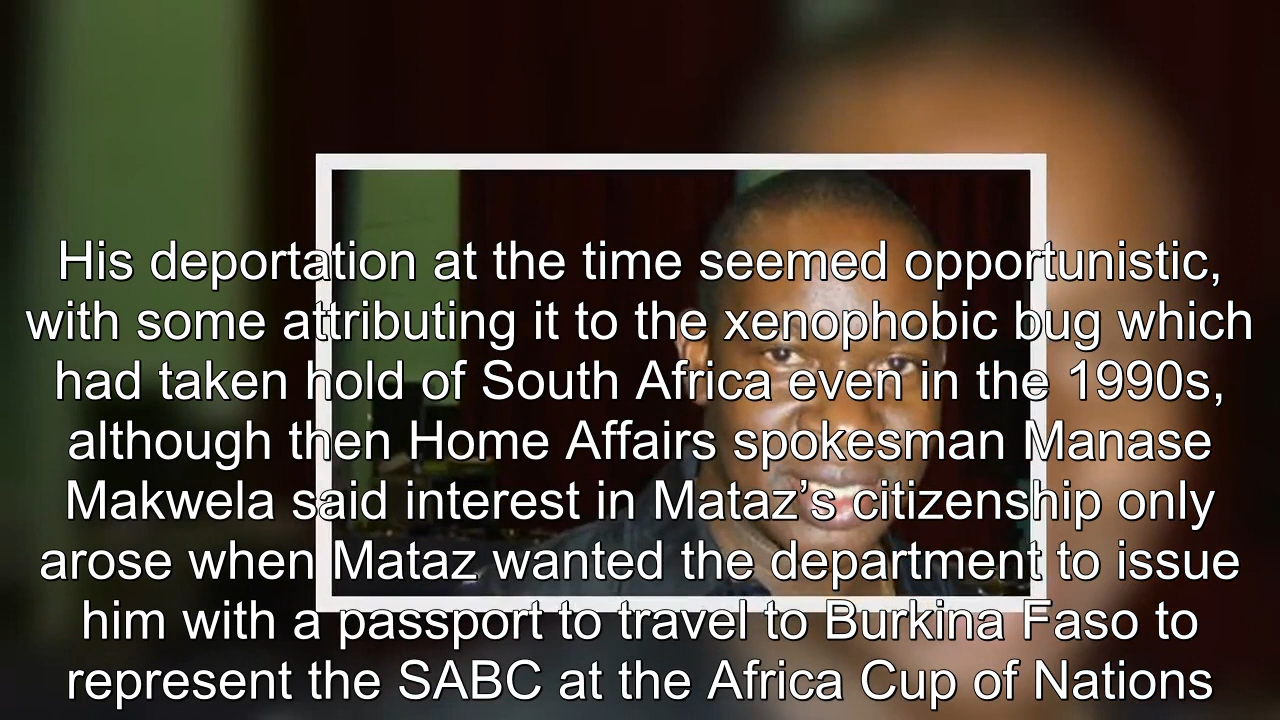 His deportation at the time seemed opportunistic,
with some attributing it to the xenophobic bug which
had taken hold of South Africa even in the 1990s,
although then Home Affairs spokesman Manase
Makwela said interest in Mataz’s citizenship only
arose when Mataz wanted the department to issue
him with a passport to travel to Burkina Faso to
represent the SABC at the Africa Cup of Nations